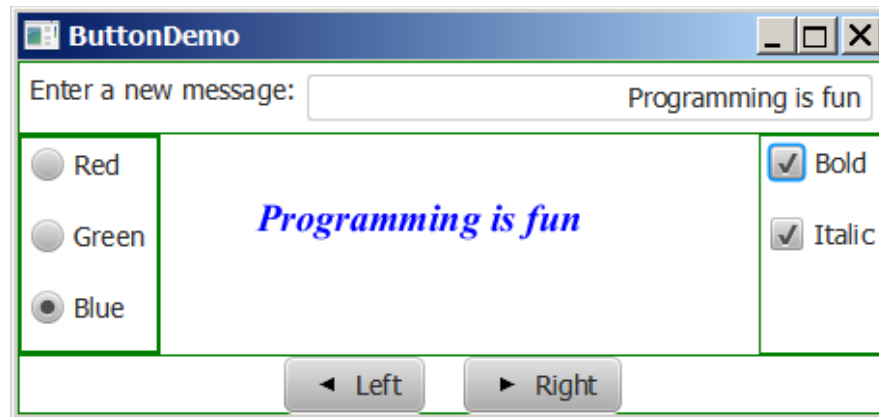 ButtonDemo
Enter a new message: Programming is fun
Red
Green
Blue
Programming is fun
Bold
Italic
Left
Right